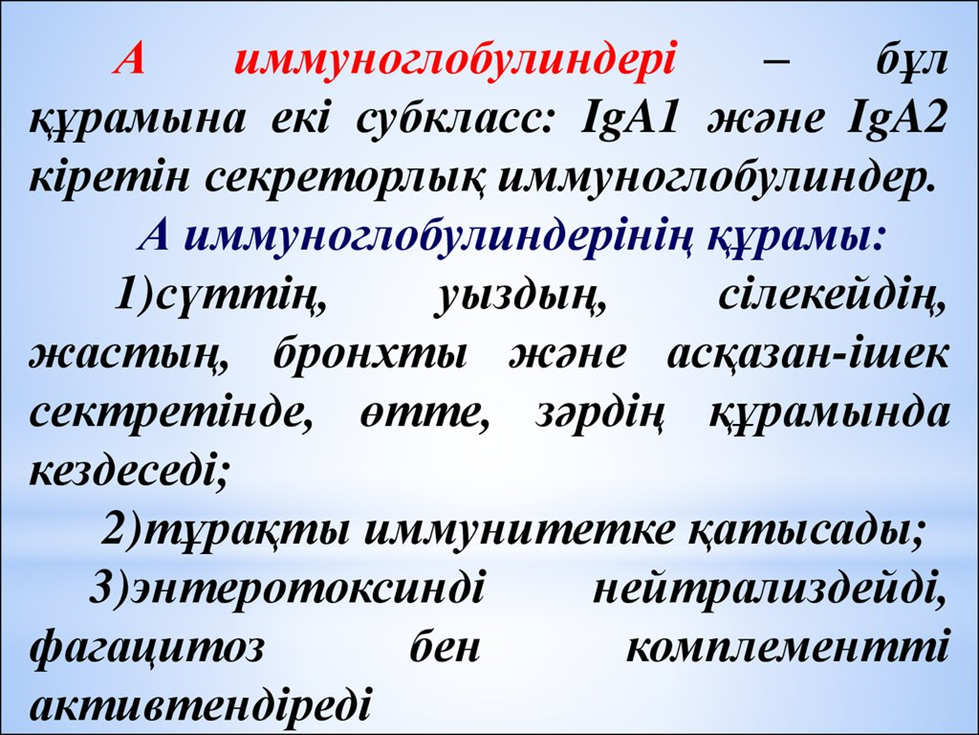 А иммуноглобулиндері – бұл
құрамына екі субкласс: IgA1 және IgA2
кіретін секреторлық иммуноглобулиндер.
А иммуноглобулиндерінің құрамы:
1)сүттің, уыздың, сілекейдің,
жастың, бронхты және асқазан-ішек
сектретінде, өтте, зәрдің құрамында
кездеседі;
2)тұрақты иммунитетке қатысады;
3)энтеротоксинді нейтрализдейді,
фагацитоз бен комплементті
активтендіреді